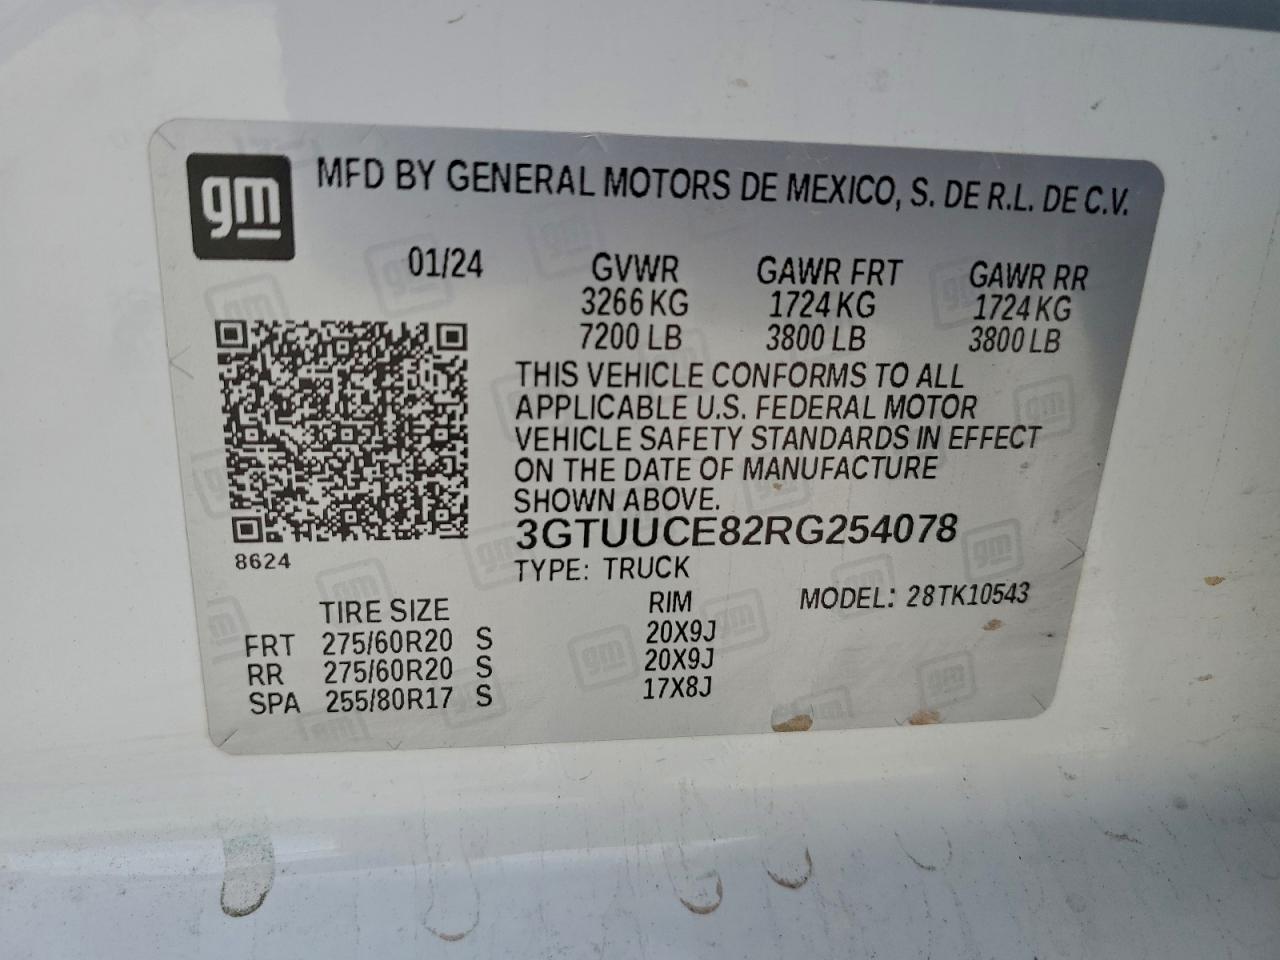 gm MFD BY GENERAL MOTORS DE MEXICO, S. DE R.L. DE C.V.
01/24 GVWR GAWR FRT GAWR RR
3266 KG 1724 KG 1724 KG
7200 LB 3800 LB 3800 LB
THIS VEHICLE CONFORMS TO ALL
APPLICABLE U.S. FEDERAL MOTOR
VEHICLE SAFETY STANDARDS IN EFFECT
ON THE DATE OF MANUFACTURE
SHOWN ABOVE.
3GTUUCE82RG254078
8624
TYPE: TRUCK
TIRE SIZE RIM MODEL: 28TK10543
FRT 275/60R20 S 20X9J
RR 275/60R20 S 20X9J
SPA 255/80R17 S 17X8J